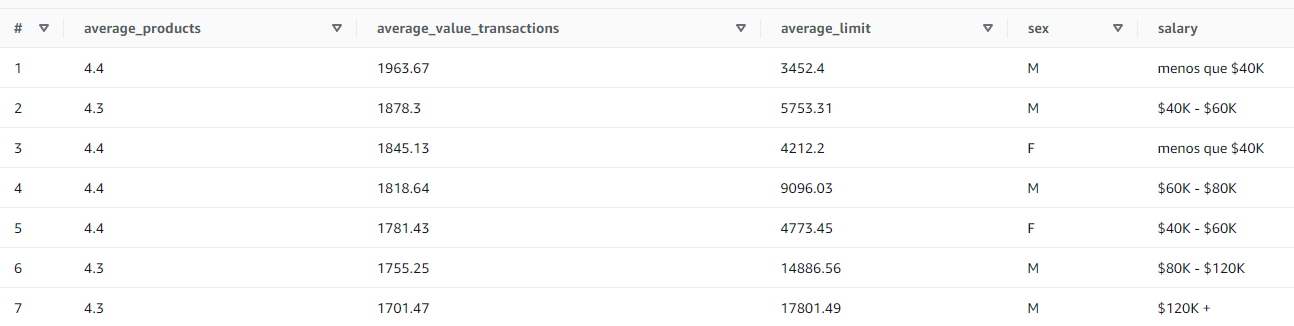 # average_products average_value_transactions average_limit sex salary
1 4.4 1963.67 3452.4 M menos que $40K
2 4.3 1878.3 5753.31 M $40K - $60K
3 4.4 1845.13 4212.2 F menos que $40K
4 4.4 1818.64 9096.03 M $60K - $80K
5 4.4 1781.43 4773.45 F $40K - $60K
6 4.3 1755.25 14886.56 M $80K - $120K
7 4.3 1701.47 17801.49 M $120K +